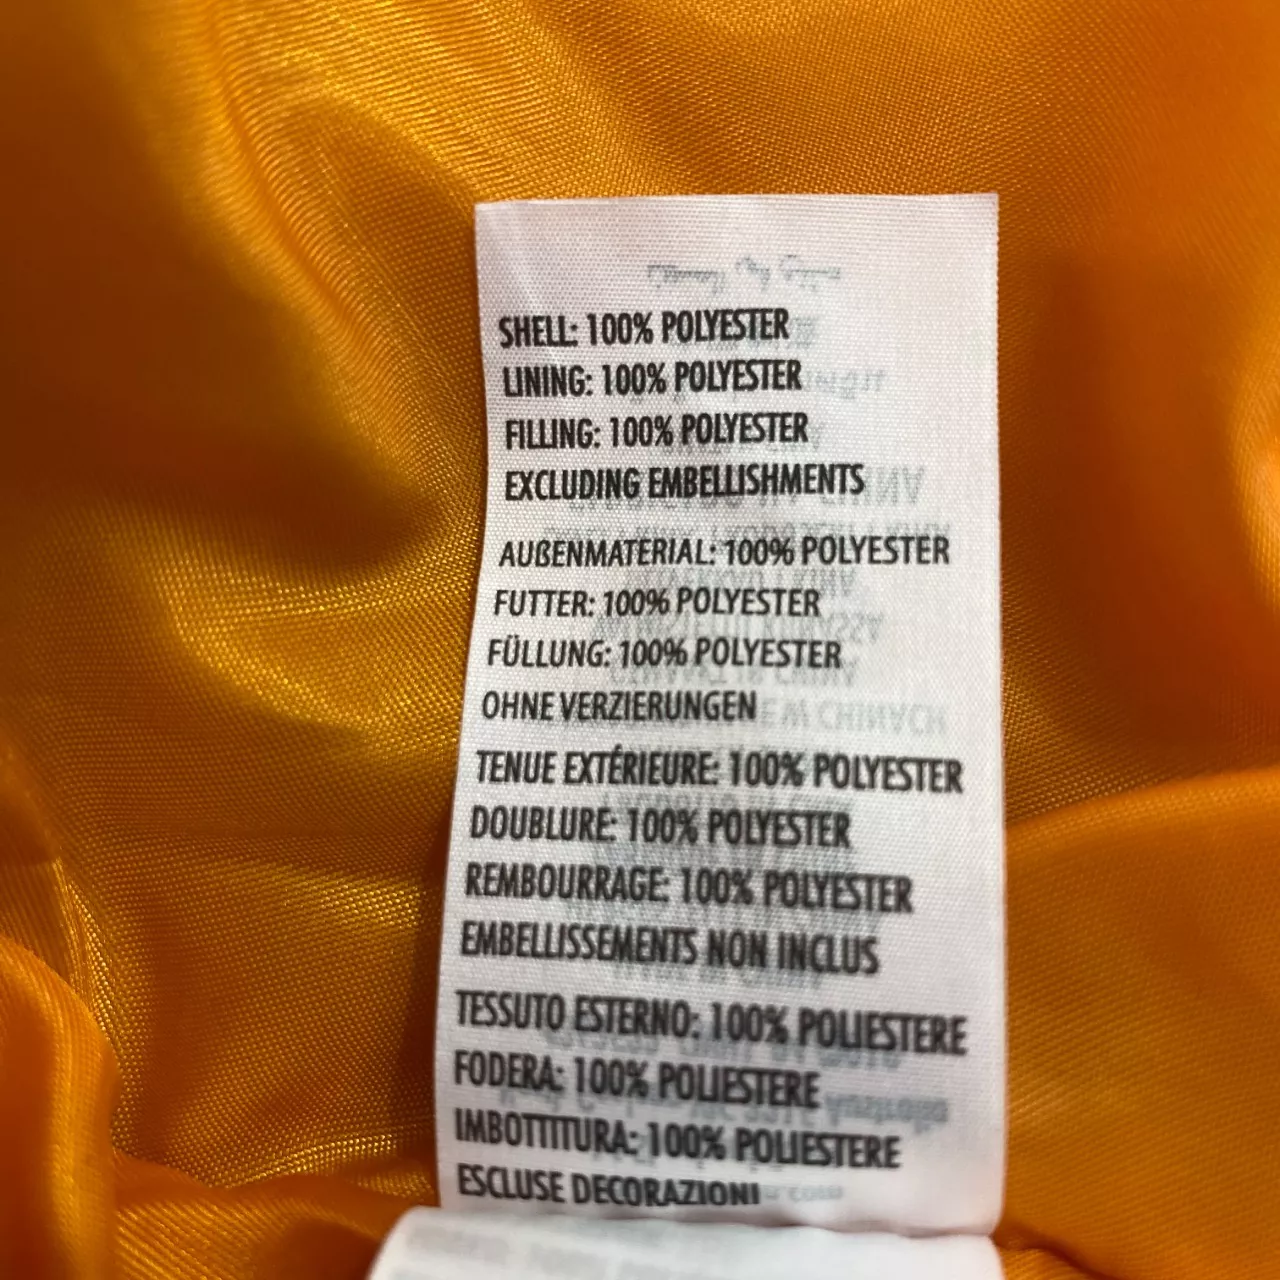 SHELL: 100% POLYESTER
LINING: 100% POLYESTER
FILLING: 100% POLYESTER
EXCLUDING EMBELLISHMENTS
AUßENMATERIAL: 100% POLYESTER
FUTTER: 100% POLYESTER
FÜLLUNG: 100% POLYESTER
OHNE VERZIERUNGEN
TENUE EXTÉRIEURE: 100% POLYESTER
DOUBLURE: 100% POLYESTER
REMBOURRAGE: 100% POLYESTER
EMBELLISSEMENTS NON INCLUS
TESSUTO ESTERNO: 100% POLIESTERE
FODERA: 100% POLIESTERE
IMBOTTITURA: 100% POLIESTERE
ESCLUSE DECORAZIONI